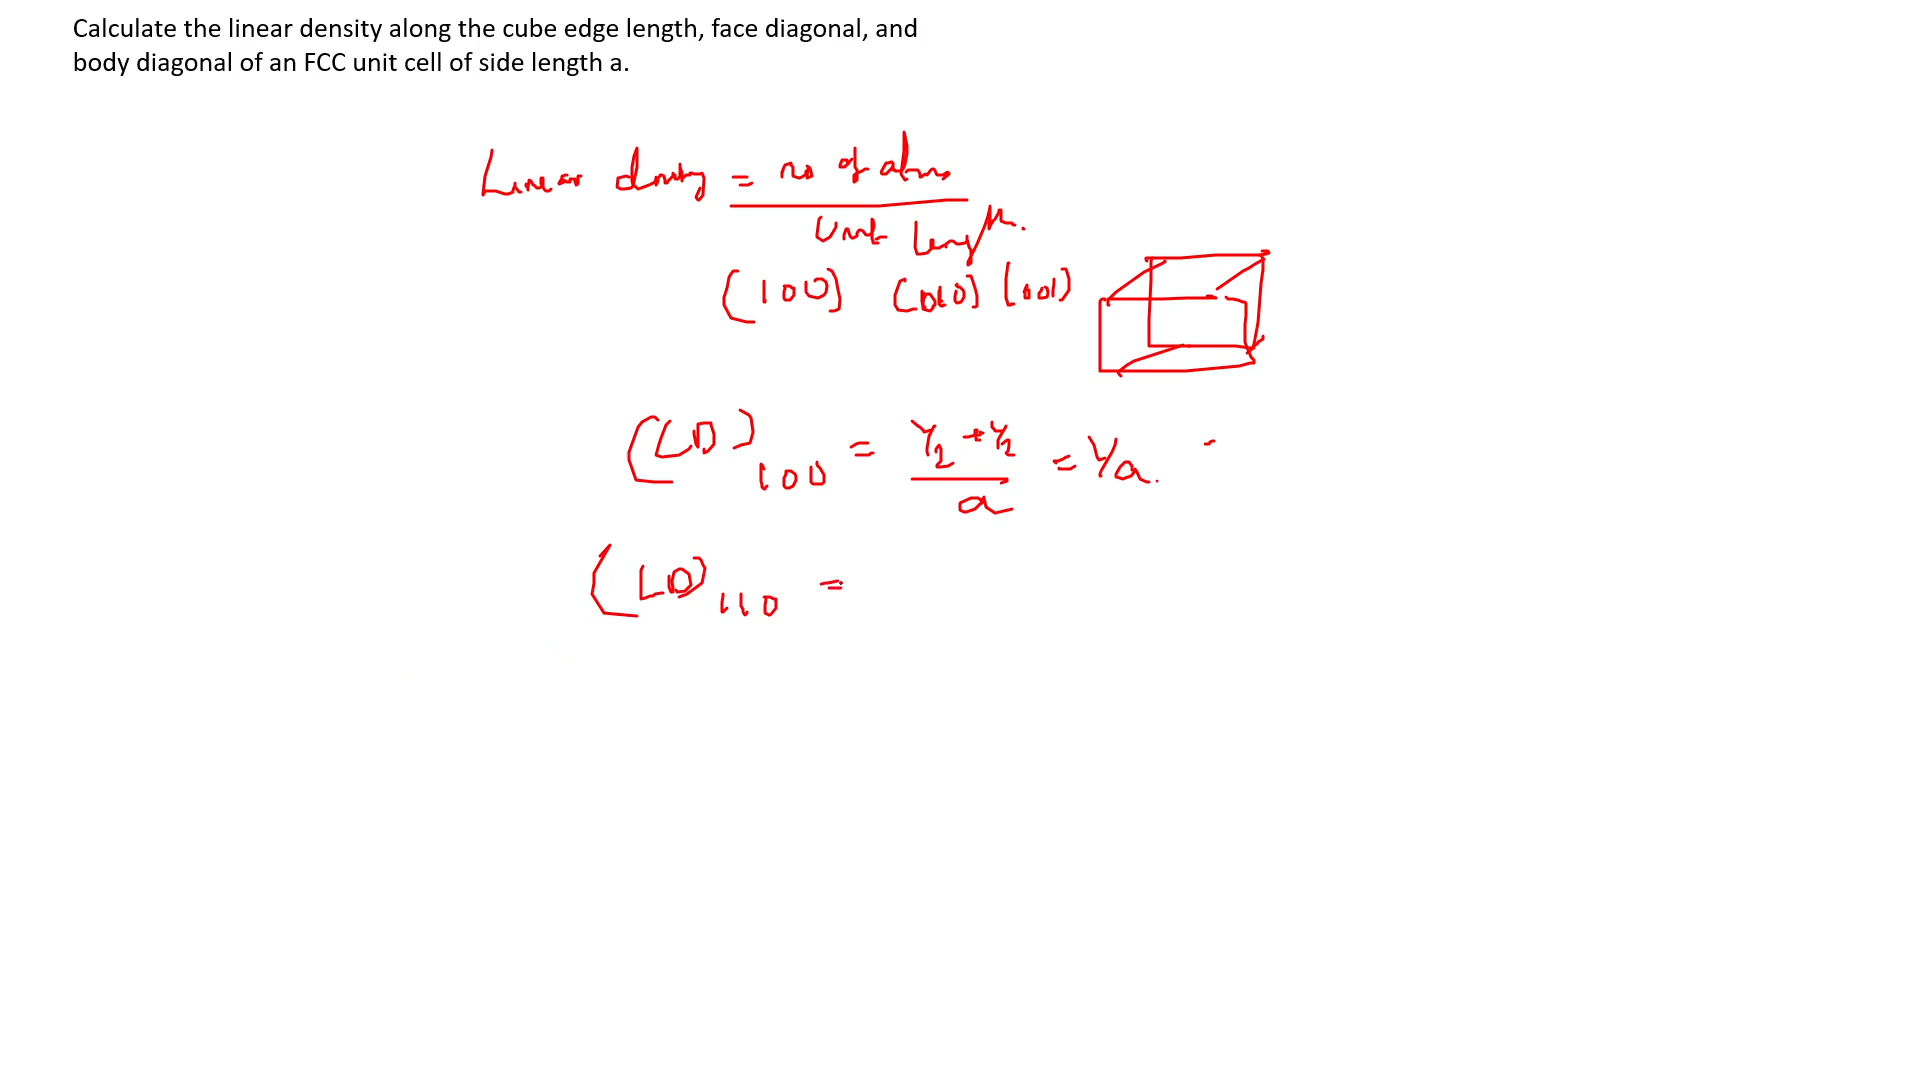 Calculate the linear density along the cube edge length, face diagonal, and
body diagonal of an FCC unit cell of side length a.
Linear density = no of atoms
Unit length.
(100) (010) (001)
(LD)100 = 1/2 + 1/2 = 1/a.
a
(LD)110 =